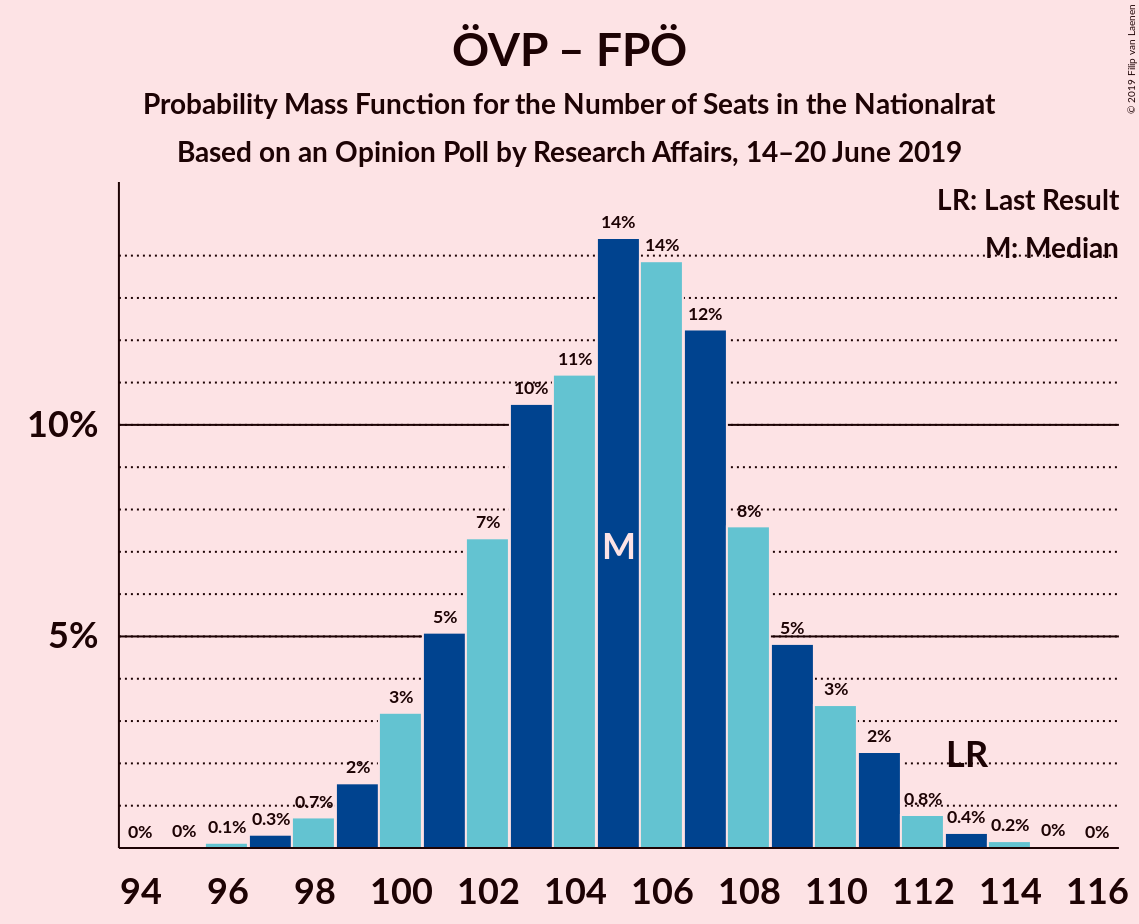 © 2019 Filip van Laenen
ÖVP – FPÖ
Probability Mass Function for the Number of Seats in the Nationalrat
Based on an Opinion Poll by Research Affairs, 14–20 June 2019
LR: Last Result
M: Median
10%
5%
0% 0% 0.1% 0.3% 0.7% 2% 3% 5% 7% 10% 11% 14% 14% 12% 8% 5% 3% 2% 0.8% 0.4% 0.2% 0% 0%
M
LR
94 96 98 100 102 104 106 108 110 112 114 116